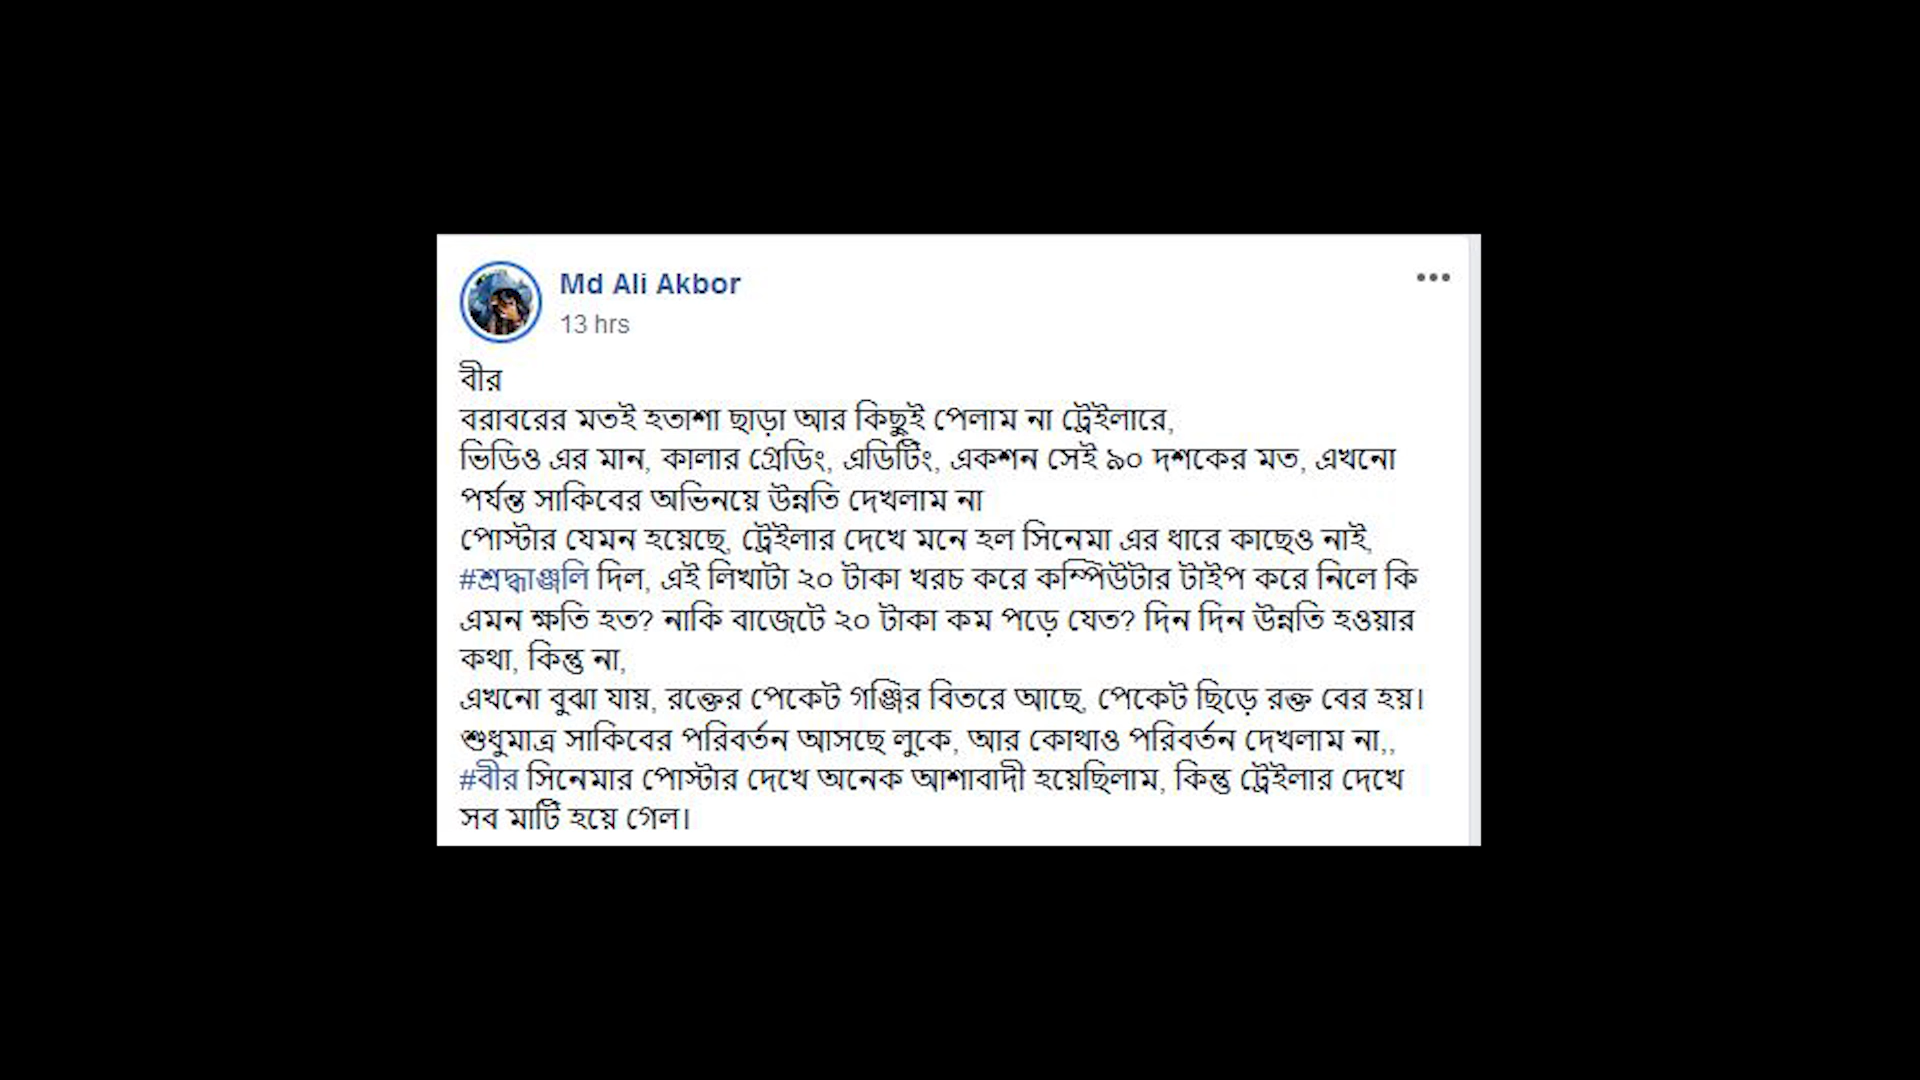 Md Ali Akbor
13 hrs
বীর
বরাবরের মতই হতাশা ছাড়া আর কিছুই পেলাম না ট্রেইলারে,
ভিডিও এর মান, কালার গ্রেডিং, এডিটিং, একশন সেই ৯০ দশকের মত, এখনো
পর্যন্ত সাকিবের অভিনয়ে উন্নতি দেখলাম না
পোস্টার যেমন হয়েছে, ট্রেইলার দেখে মনে হল সিনেমা এর ধারে কাছেও নাই,
#শ্রদ্ধাঞ্জলি দিল, এই লিখাটা ২০ টাকা খরচ করে কম্পিউটার টাইপ করে নিলে কি
এমন ক্ষতি হত? নাকি বাজেটে ২০ টাকা কম পড়ে যেত? দিন দিন উন্নতি হওয়ার
কথা, কিন্তু না,
এখনো বুঝা যায়, রক্তের পেকেট গঞ্জির বিতরে আছে, পেকেট ছিড়ে রক্ত বের হয়।
শুধুমাত্র সাকিবের পরিবর্তন আসছে লুকে, আর কোথাও পরিবর্তন দেখলাম না,,
#বীর সিনেমার পোস্টার দেখে অনেক আশাবাদী হয়েছিলাম, কিন্তু ট্রেইলার দেখে
সব মাটি হয়ে গেল।